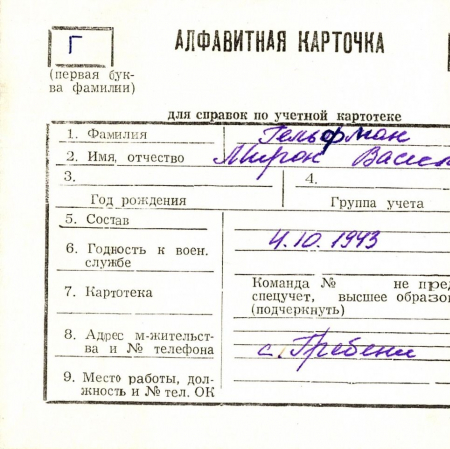 Г
АЛФАВИТНАЯ КАРТОЧКА
(первая бук-
ва фамилии)
для справок по учетной картотеке
1. Фамилия Гельфман
2. Имя, отчество Мирон
3. 4.
Год рождения Группа учета
5. Состав
4.10.1943
6. Годность к воен.
службе
Команда № не пред
7. Картотека спецучет, высшее образо
(подчеркнуть)
8. Адрес м-жительст-
ва и № телефона с. Гребени
9. Место работы, дол-
жность и № тел. ОК